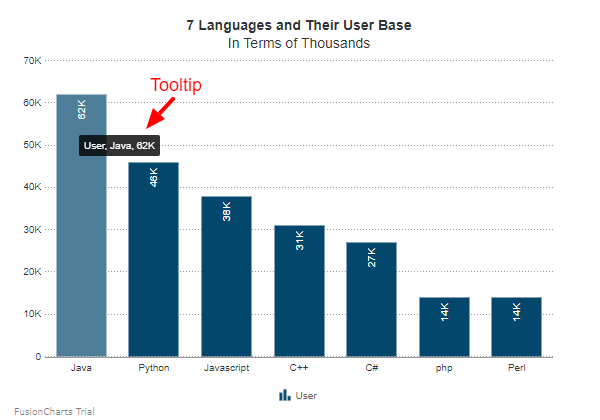 7 Languages and Their User Base
In Terms of Thousands
70K
60K
50K
40K
30K
20K
10K
0
Tooltip
User, Java, 62K
62K
46K
38K
31K
27K
14K
14K
Java Python Javascript C++ C# php Perl
User
FusionCharts Trial